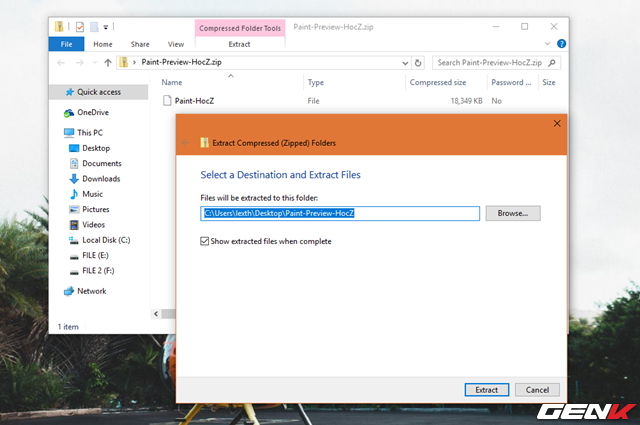 Compressed Folder Tools
Paint-Preview-HocZ.zip
File
Home
Share
View
Extract
Paint-Preview-HocZ.zip
Search Paint-Preview-HocZ.zip
Name
Type
Compressed size
Password ...
Size
Paint-HocZ
File
18,349 KB
No
Quick access
OneDrive
This PC
Desktop
Documents
Downloads
Music
Pictures
Videos
Local Disk (C:)
FILE (E:)
FILE 2 (F:)
Network
1 item
Extract Compressed (Zipped) Folders
Select a Destination and Extract Files
Files will be extracted to this folder:
C:\Users\lexth\Desktop\Paint-Preview-HocZ
Browse...
Show extracted files when complete
Extract
Cancel
GENK